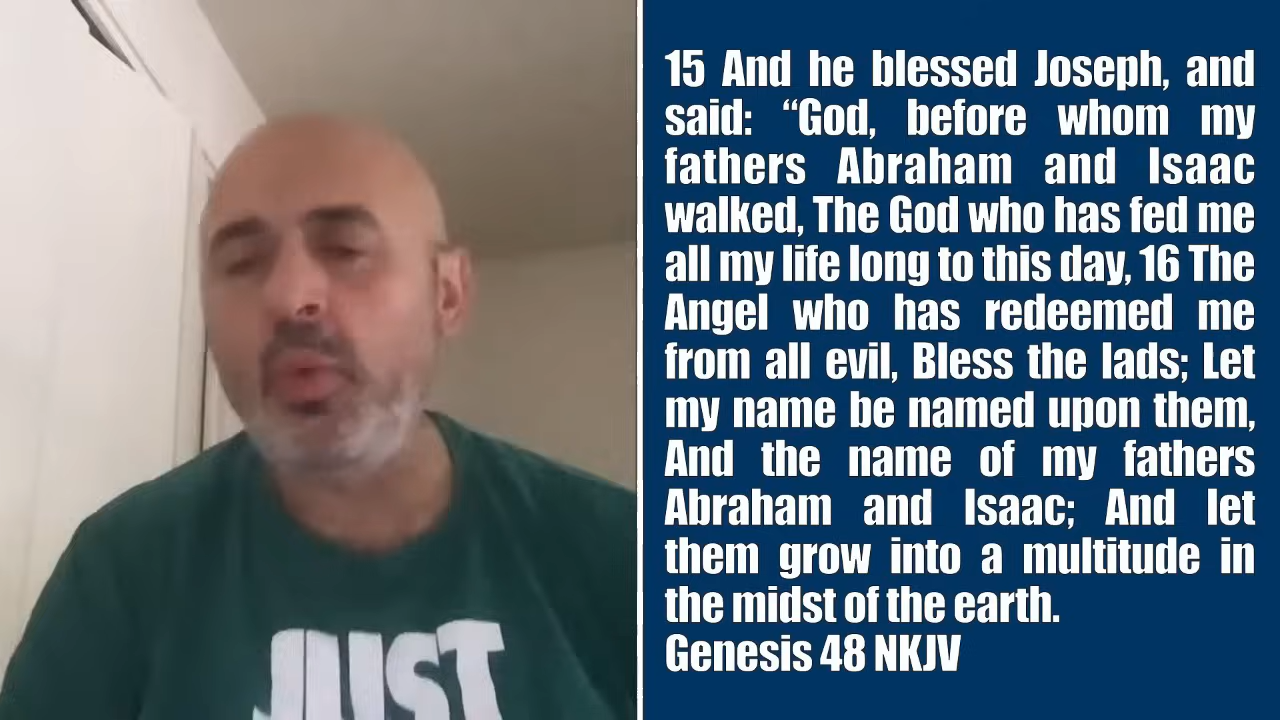 15 And he blessed Joseph, and
said: “God, before whom my
fathers Abraham and Isaac
walked, The God who has fed me
all my life long to this day, 16 The
Angel who has redeemed me
from all evil, Bless the lads; Let
my name be named upon them,
And the name of my fathers
Abraham and Isaac; And let
them grow into a multitude in
the midst of the earth.
Genesis 48 NKJV
JUST